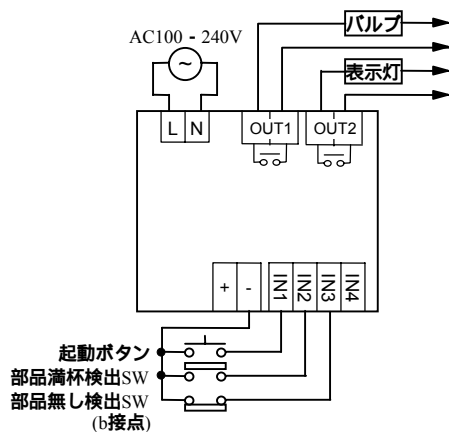 AC100 - 240V
バルブ
表示灯
L N OUT1 OUT2
+ - IN1 IN2 IN3 IN4
起動ボタン
部品満杯検出SW
部品無し検出SW
(b接点)